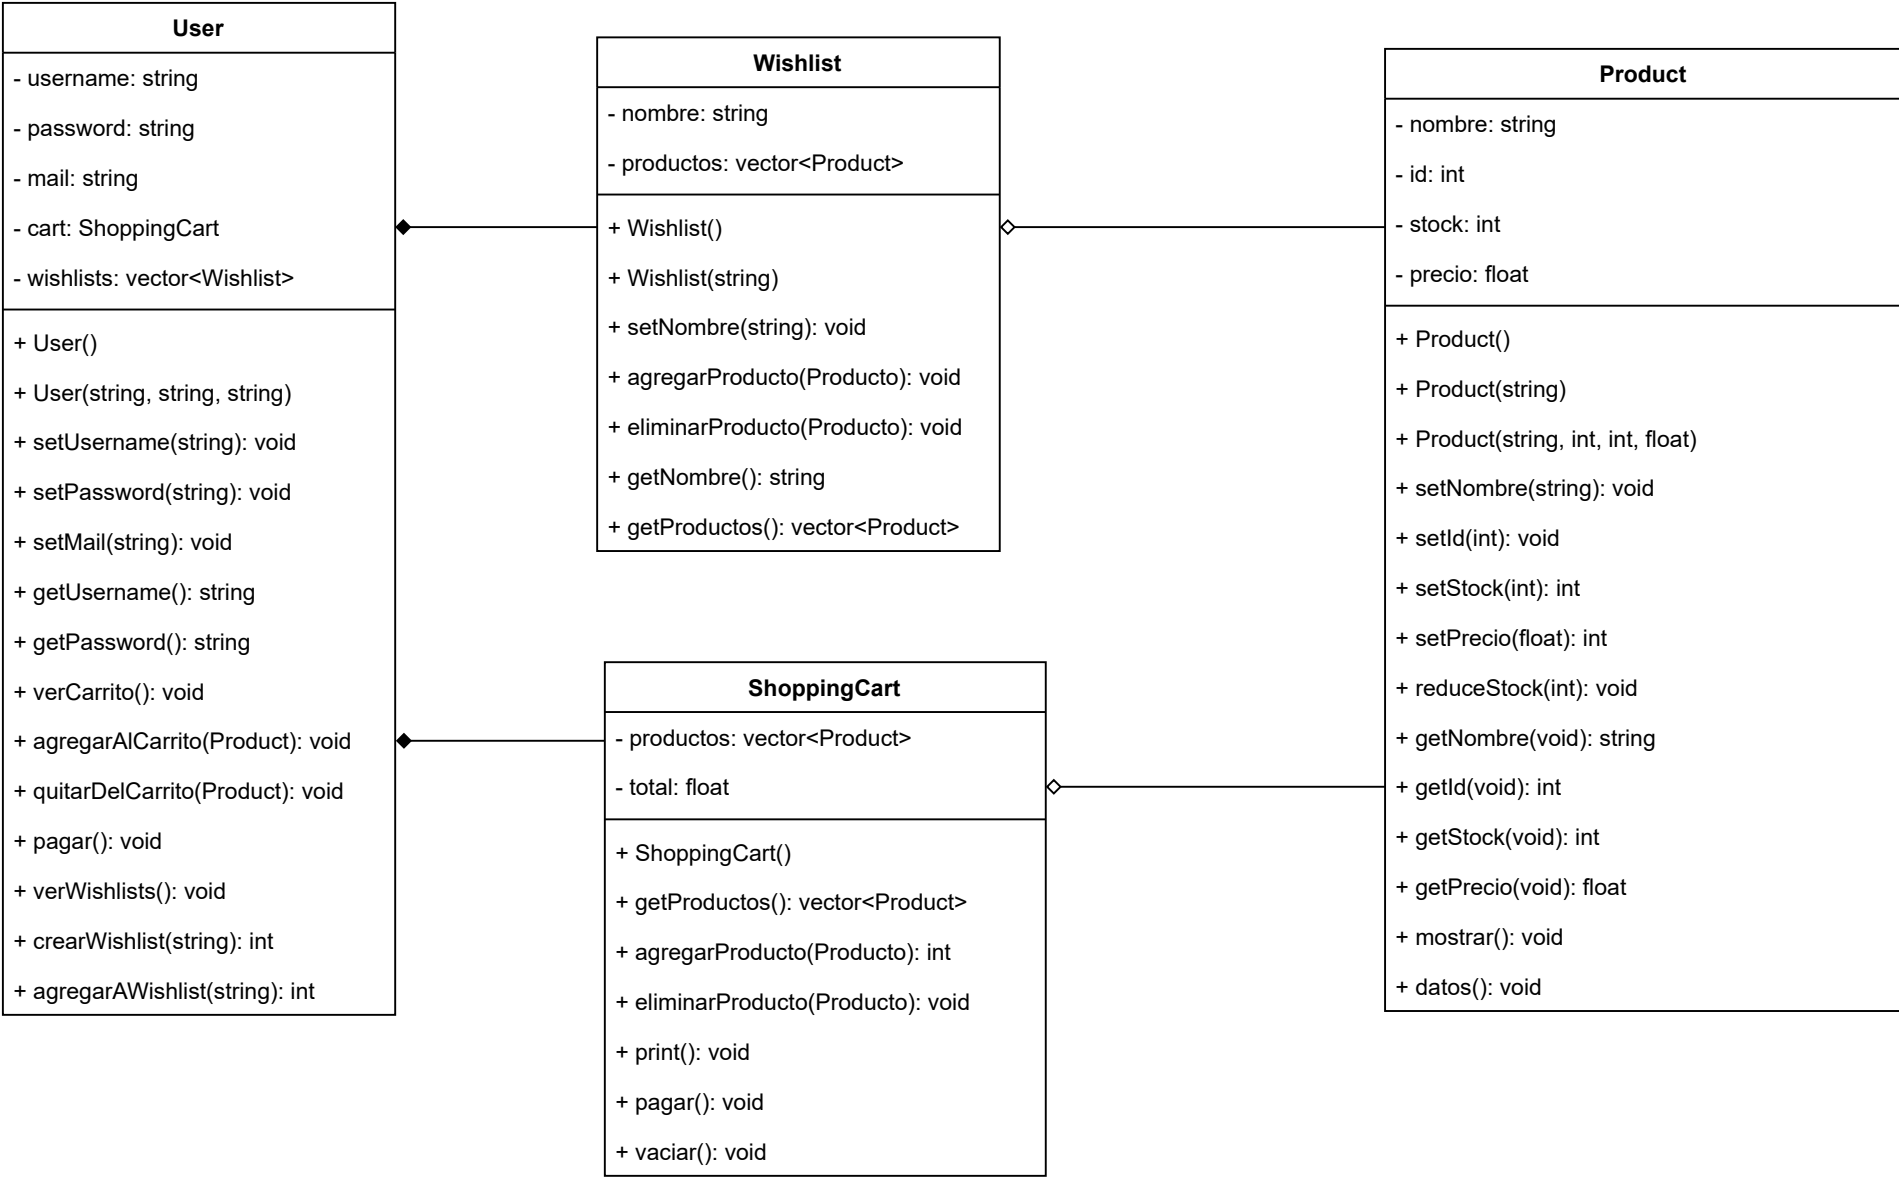 User
- username: string
- password: string
- mail: string
- cart: ShoppingCart
- wishlists: vector<Wishlist>
+ User()
+ User(string, string, string)
+ setUsername(string): void
+ setPassword(string): void
+ setMail(string): void
+ getUsername(): string
+ getPassword(): string
+ verCarrito(): void
+ agregarAlCarrito(Product): void
+ quitarDelCarrito(Product): void
+ pagar(): void
+ verWishlists(): void
+ crearWishlist(string): int
+ agregarAWishlist(string): int
Wishlist
- nombre: string
- productos: vector<Product>
+ Wishlist()
+ Wishlist(string)
+ setNombre(string): void
+ agregarProducto(Producto): void
+ eliminarProducto(Producto): void
+ getNombre(): string
+ getProductos(): vector<Product>
ShoppingCart
- productos: vector<Product>
- total: float
+ ShoppingCart()
+ getProductos(): vector<Product>
+ agregarProducto(Producto): int
+ eliminarProducto(Producto): void
+ print(): void
+ pagar(): void
+ vaciar(): void
Product
- nombre: string
- id: int
- stock: int
- precio: float
+ Product()
+ Product(string)
+ Product(string, int, int, float)
+ setNombre(string): void
+ setId(int): void
+ setStock(int): int
+ setPrecio(float): int
+ reduceStock(int): void
+ getNombre(void): string
+ getId(void): int
+ getStock(void): int
+ getPrecio(void): float
+ mostrar(): void
+ datos(): void